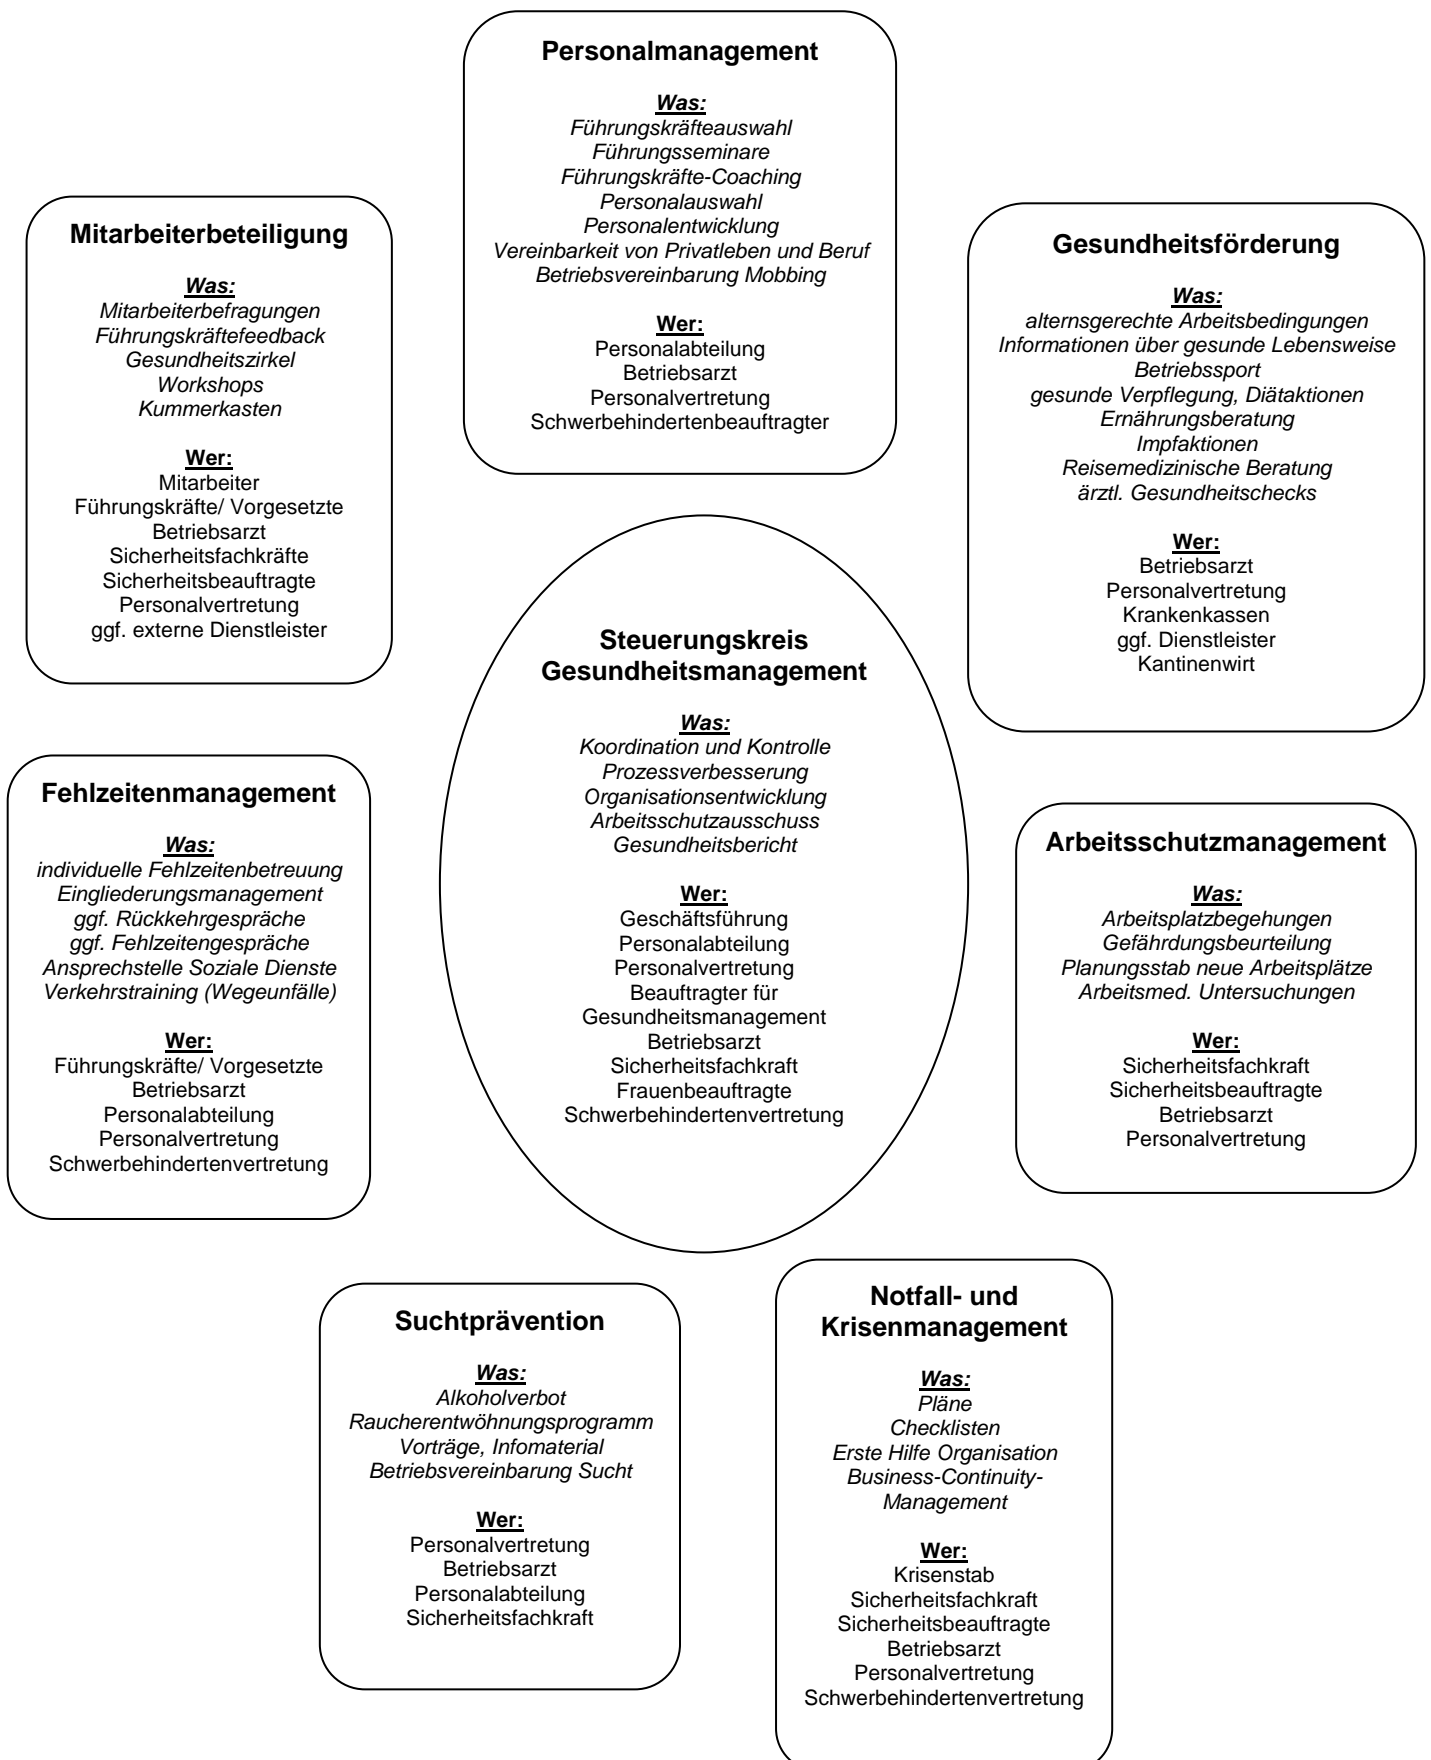 Personalmanagement
Was:
Führungskräfteauswahl
Führungsseminare
Führungskräfte-Coaching
Personalauswahl
Personalentwicklung
Vereinbarkeit von Privatleben und Beruf
Betriebsvereinbarung Mobbing
Wer:
Personalabteilung
Betriebsarzt
Personalvertretung
Schwerbehindertenbeauftragter
Mitarbeiterbeteiligung
Was:
Mitarbeiterbefragungen
Führungskräftefeedback
Gesundheitszirkel
Workshops
Kummerkasten
Wer:
Mitarbeiter
Führungskräfte/ Vorgesetzte
Betriebsarzt
Sicherheitsfachkräfte
Sicherheitsbeauftragte
Personalvertretung
ggf. externe Dienstleister
Gesundheitsförderung
Was:
alternsgerechte Arbeitsbedingungen
Informationen über gesunde Lebensweise
Betriebssport
gesunde Verpflegung, Diätaktionen
Ernährungsberatung
Impfaktionen
Reisemedizinische Beratung
ärztl. Gesundheitschecks
Wer:
Betriebsarzt
Personalvertretung
Krankenkassen
ggf. Dienstleister
Kantinenwirt
Steuerungskreis
Gesundheitsmanagement
Was:
Koordination und Kontrolle
Prozessverbesserung
Organisationsentwicklung
Arbeitsschutzausschuss
Gesundheitsbericht
Wer:
Geschäftsführung
Personalabteilung
Personalvertretung
Beauftragter für
Gesundheitsmanagement
Betriebsarzt
Sicherheitsfachkraft
Frauenbeauftragte
Schwerbehindertenvertretung
Fehlzeitenmanagement
Was:
individuelle Fehlzeitenbetreuung
Eingliederungsmanagement
ggf. Rückkehrgespräche
ggf. Fehlzeitengespräche
Ansprechstelle Soziale Dienste
Verkehrstraining (Wegeunfälle)
Wer:
Führungskräfte/ Vorgesetzte
Betriebsarzt
Personalabteilung
Personalvertretung
Schwerbehindertenvertretung
Arbeitsschutzmanagement
Was:
Arbeitsplatzbegehungen
Gefährdungsbeurteilung
Planungsstab neue Arbeitsplätze
Arbeitsmed. Untersuchungen
Wer:
Sicherheitsfachkraft
Sicherheitsbeauftragte
Betriebsarzt
Personalvertretung
Suchtprävention
Was:
Alkoholverbot
Raucherentwöhnungsprogramm
Vorträge, Infomaterial
Betriebsvereinbarung Sucht
Wer:
Personalvertretung
Betriebsarzt
Personalabteilung
Sicherheitsfachkraft
Notfall- und
Krisenmanagement
Was:
Pläne
Checklisten
Erste Hilfe Organisation
Business-Continuity-
Management
Wer:
Krisenstab
Sicherheitsfachkraft
Sicherheitsbeauftragte
Betriebsarzt
Personalvertretung
Schwerbehindertenvertretung